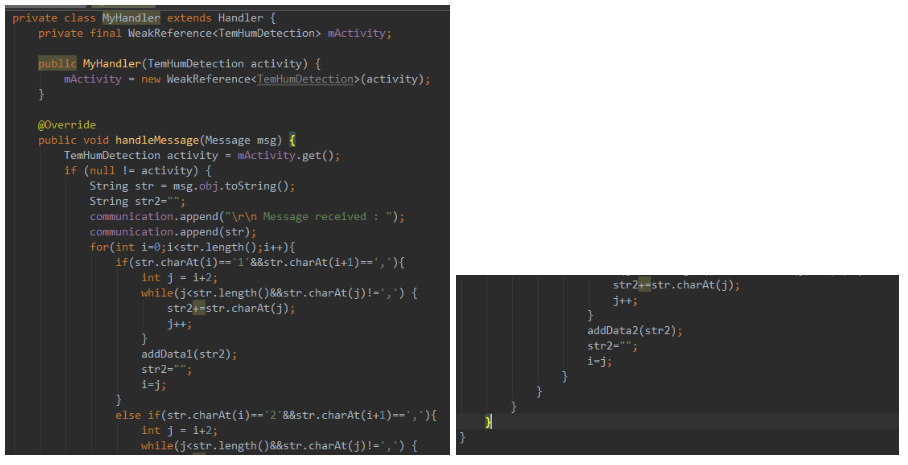 private class MyHandler extends Handler {
private final WeakReference<TemHumDetection> mActivity;
public MyHandler(TemHumDetection activity) {
mActivity = new WeakReference<TemHumDetection>(activity);
}
@Override
public void handleMessage(Message msg) {
TemHumDetection activity = mActivity.get();
if (null != activity) {
String str = msg.obj.toString();
String str2="";
communication.append("\r\n Message received : ");
communication.append(str);
for(int i=0;i<str.length();i++){
if(str.charAt(i)=='1'&&str.charAt(i+1)==','){
int j = i+2;
while(j<str.length()&&str.charAt(j)!=',') {
str2+=str.charAt(j);
j++;
}
addData1(str2);
str2="";
i=j;
}
else if(str.charAt(i)=='2'&&str.charAt(i+1)==','){
int j = i+2;
while(j<str.length()&&str.charAt(j)!=',') {
str2+=str.charAt(j);
j++;
}
addData2(str2);
str2="";
i=j;
}
}
}
}
}